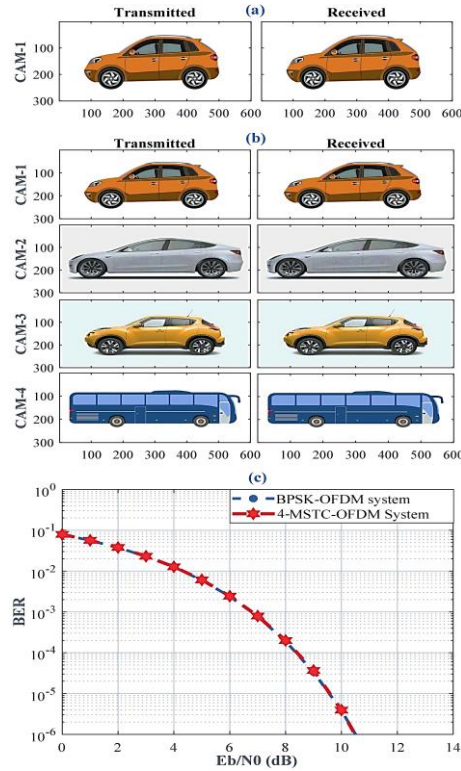 (a)
Transmitted Received
CAM-1
100
200
300
100 200 300 400 500 600 100 200 300 400 500 600
(b)
Transmitted Received
CAM-1
100
200
300
CAM-2
100
200
300
CAM-3
100
200
300
CAM-4
100
200
300
100 200 300 400 500 600 100 200 300 400 500 600
(c)
BPSK-OFDM system
4-MSTC-OFDM System
BER
10^0
10^-1
10^-2
10^-3
10^-4
10^-5
10^-6
0 2 4 6 8 10 12 14
Eb/N0 (dB)